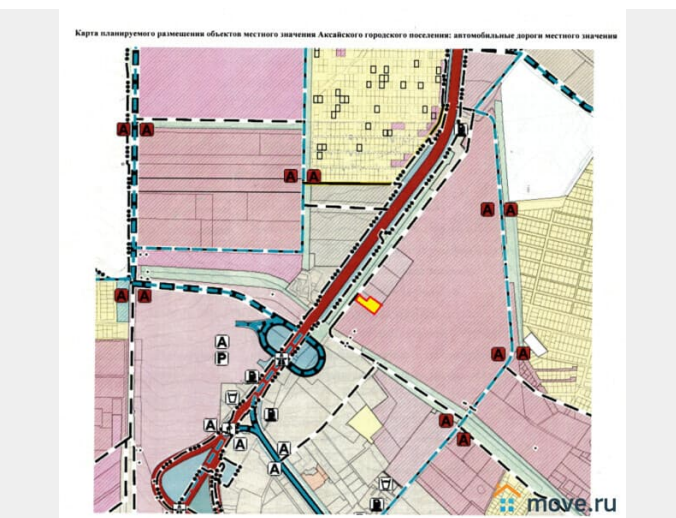 Карта планируемого размещения объектов местного значения Аксайского городского поселения: автомобильные дороги местного значения
A A
A A
A A
A A
A
P
A A
A
A
A
A
A
A
move.ru